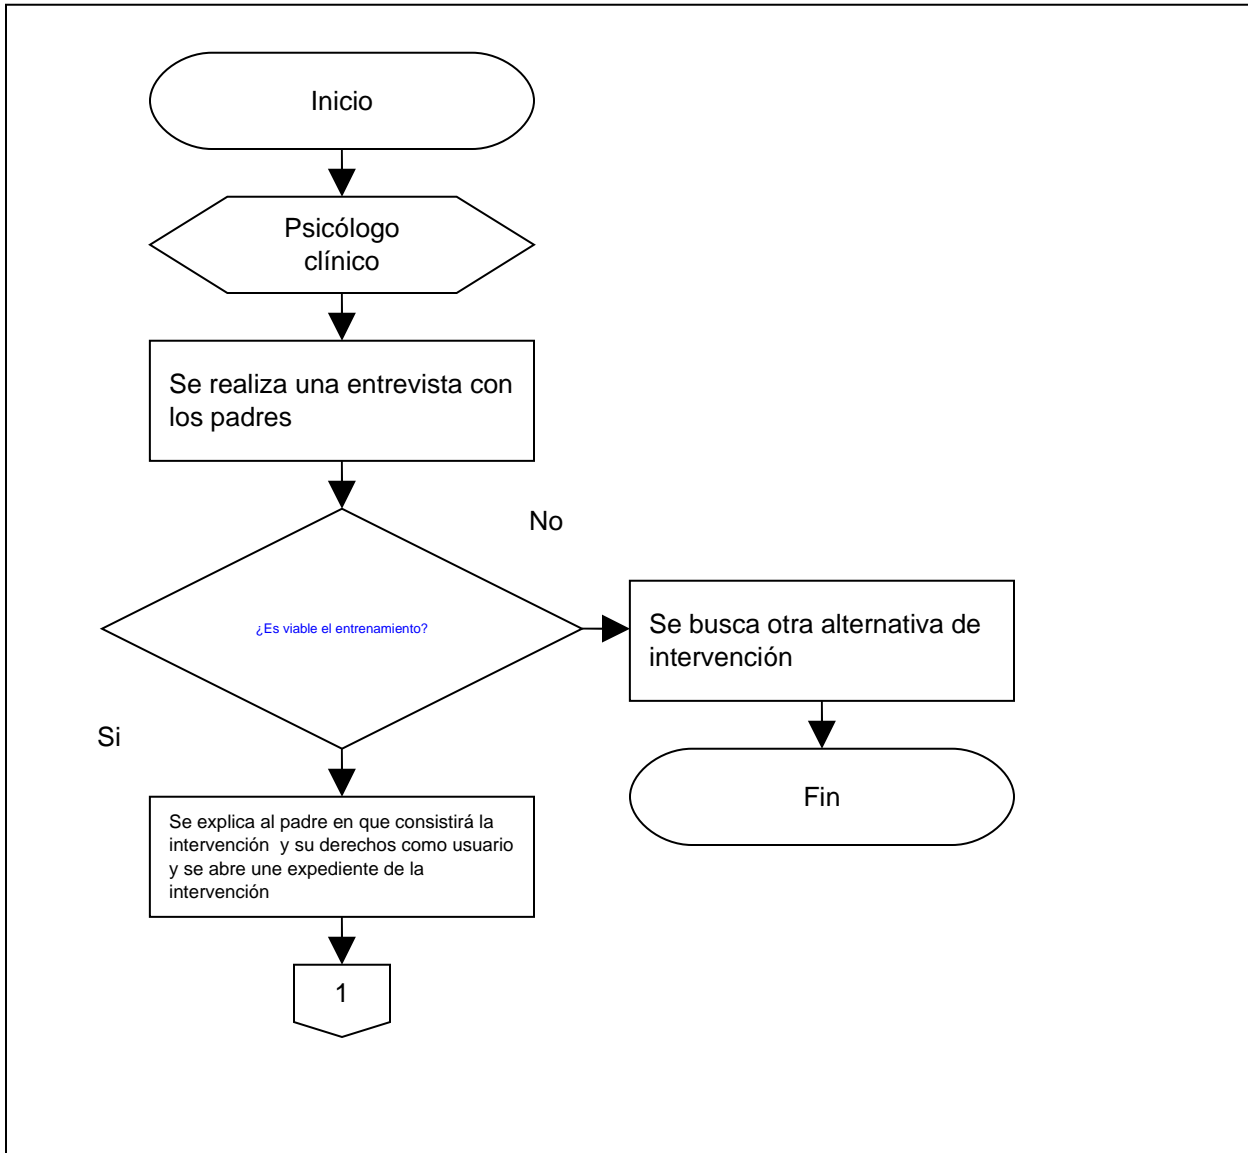 Inicio
Psicólogo
clínico
Se realiza una entrevista con
los padres
No
¿Es viable el entrenamiento?
Se busca otra alternativa de
intervención
Si
Fin
Se explica al padre en que consistirá la
intervención  y su derechos como usuario
y se abre une expediente de la
intervención
1